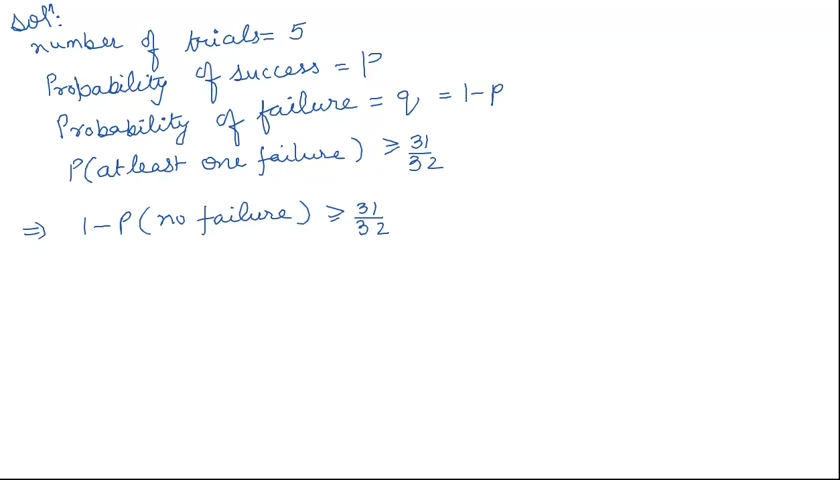 Solⁿ:
number of trials = 5
Probability of success = P
Probability of failure = q = 1-p
P(atleast one failure) ≥ 31/32
⇒ 1-P(no failure) ≥ 31/32